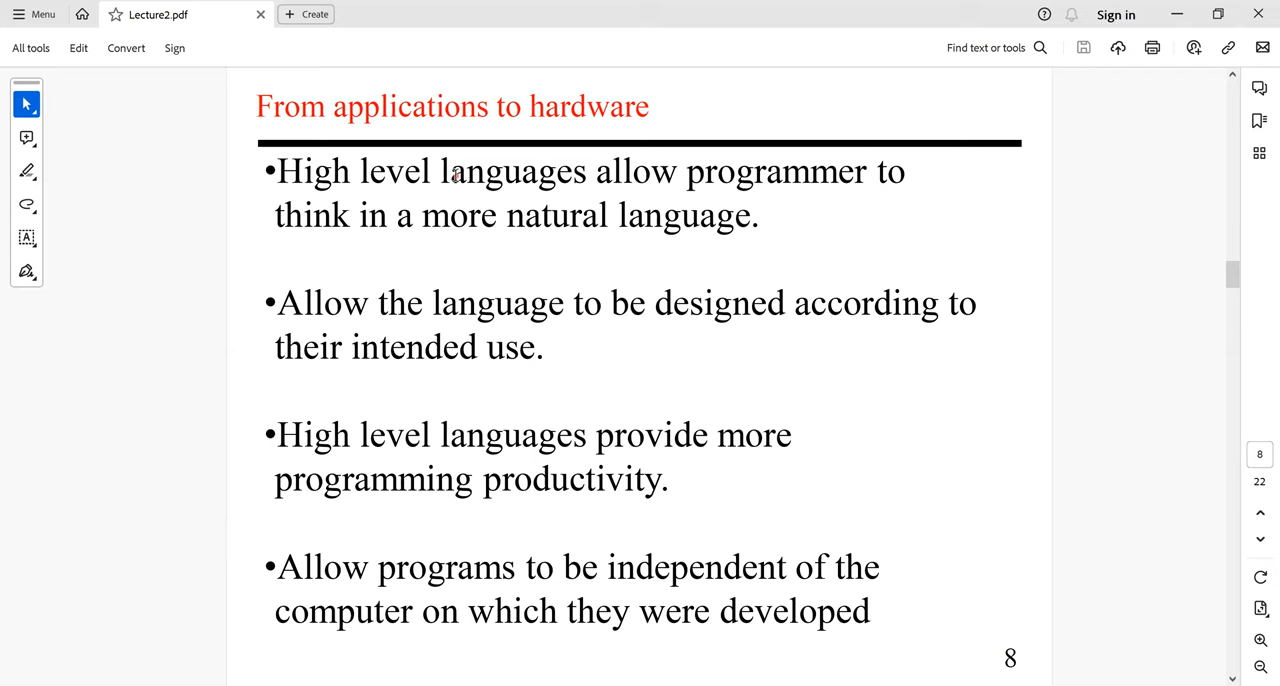 Menu
Lecture2.pdf
Create
Sign in
All tools
Edit
Convert
Sign
Find text or tools
From applications to hardware
•High level languages allow programmer to
think in a more natural language.
•Allow the language to be designed according to
their intended use.
•High level languages provide more
programming productivity.
•Allow programs to be independent of the
computer on which they were developed
8
8
22